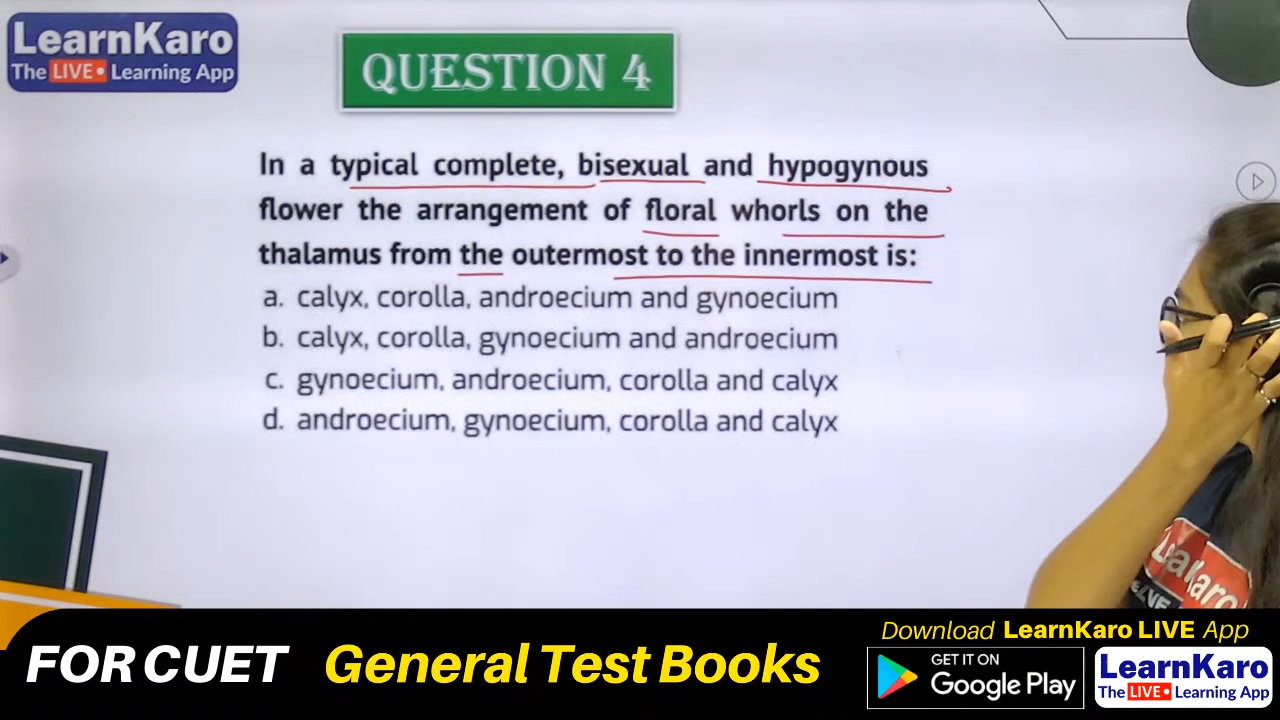 LearnKaro
The LIVE Learning App
QUESTION 4
In a typical complete, bisexual and hypogynous
flower the arrangement of floral whorls on the
thalamus from the outermost to the innermost is:
a. calyx, corolla, androecium and gynoecium
b. calyx, corolla, gynoecium and androecium
c. gynoecium, androecium, corolla and calyx
d. androecium, gynoecium, corolla and calyx
FOR CUET General Test Books
Download LearnKaro LIVE App
GET IT ON
Google Play
LearnKaro
The LIVE Learning App